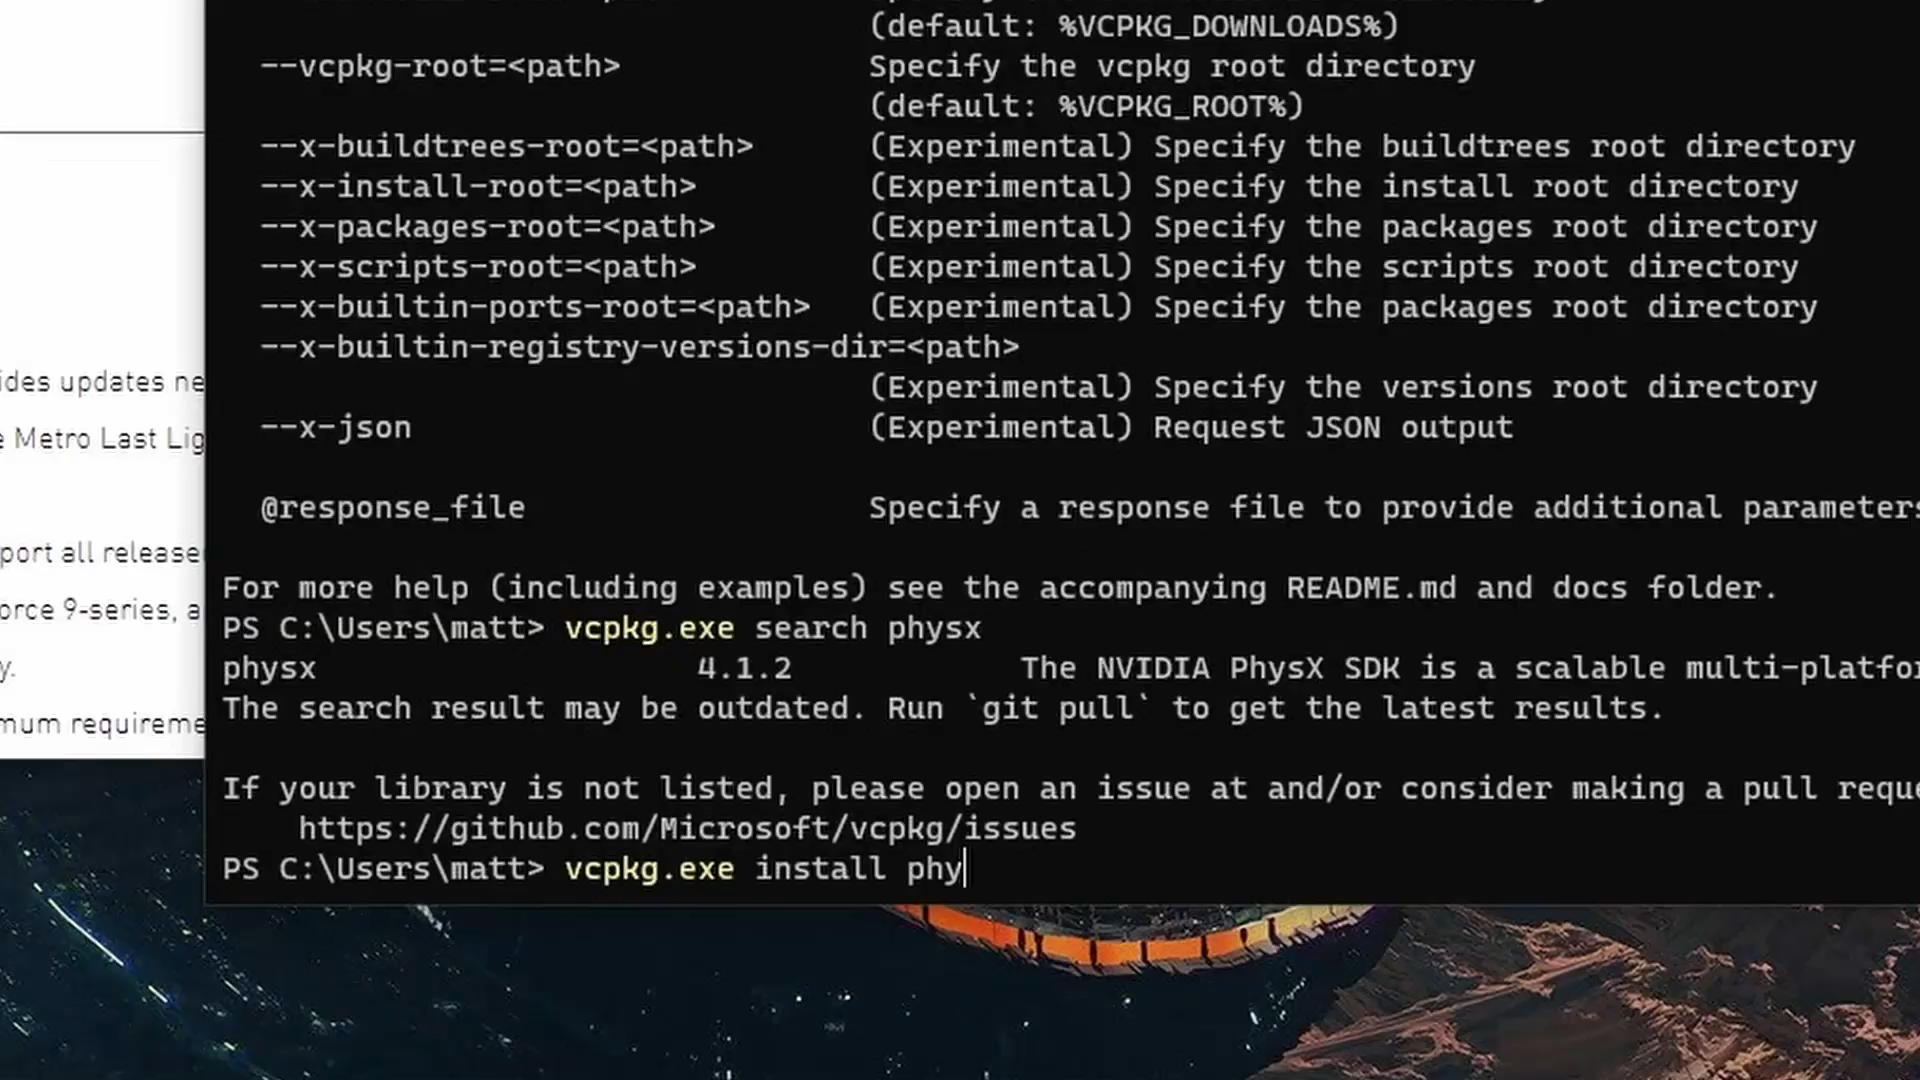 (default: %VCPKG_DOWNLOADS%)
--vcpkg-root=<path> Specify the vcpkg root directory
(default: %VCPKG_ROOT%)
--x-buildtrees-root=<path> (Experimental) Specify the buildtrees root directory
--x-install-root=<path> (Experimental) Specify the install root directory
--x-packages-root=<path> (Experimental) Specify the packages root directory
--x-scripts-root=<path> (Experimental) Specify the scripts root directory
--x-builtin-ports-root=<path> (Experimental) Specify the packages root directory
--x-builtin-registry-versions-dir=<path>
(Experimental) Specify the versions root directory
--x-json (Experimental) Request JSON output
@response_file Specify a response file to provide additional parameters
For more help (including examples) see the accompanying README.md and docs folder.
PS C:\Users\matt> vcpkg.exe search physx
physx 4.1.2 The NVIDIA PhysX SDK is a scalable multi-platfo
The search result may be outdated. Run `git pull` to get the latest results.
If your library is not listed, please open an issue at and/or consider making a pull reque
https://github.com/Microsoft/vcpkg/issues
PS C:\Users\matt> vcpkg.exe install phy
ides updates ne
e Metro Last Lig
port all release
orce 9-series, a
y.
mum requireme